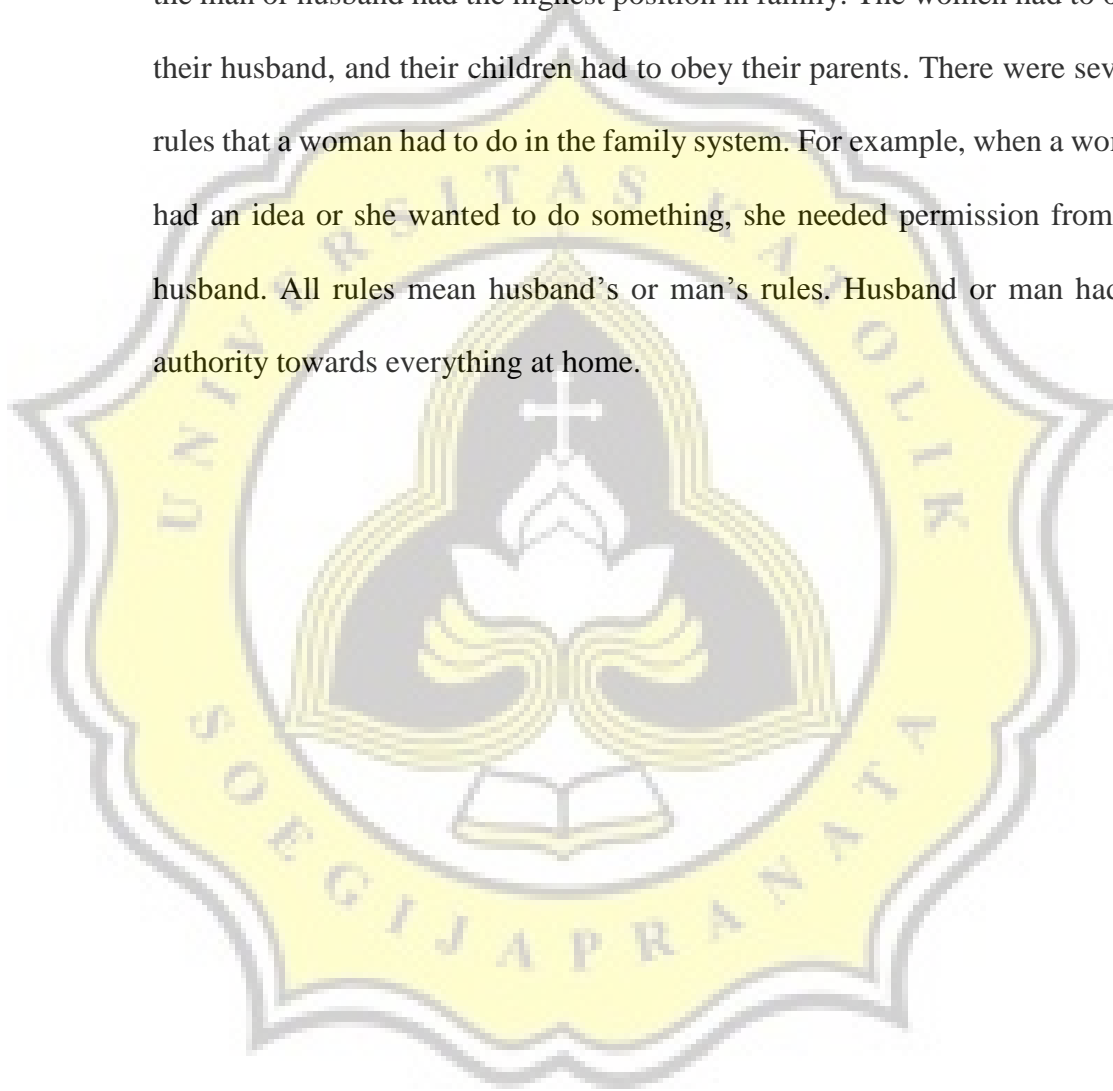 the man or husband had the highest position in family. The women had to
their husband, and their children had to obey their parents. There were
rules that a woman had to do in the family system. For example, when a
had an idea or she wanted to do something, she needed permission from
husband. All rules mean husband's or man's rules. Husband or man had
authority towards everything at home.
UNIVERSITAS KATOLIK
SOEGIJAPRANATA